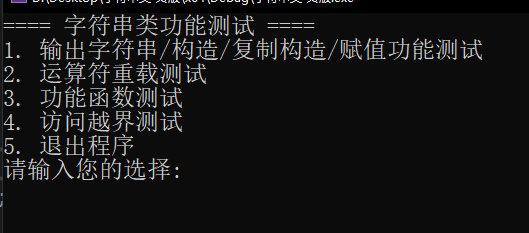 ==== 字符串类功能测试 ====
1. 输出字符串/构造/复制构造/赋值功能测试
2. 运算符重载测试
3. 功能函数测试
4. 访问越界测试
5. 退出程序
请输入您的选择: